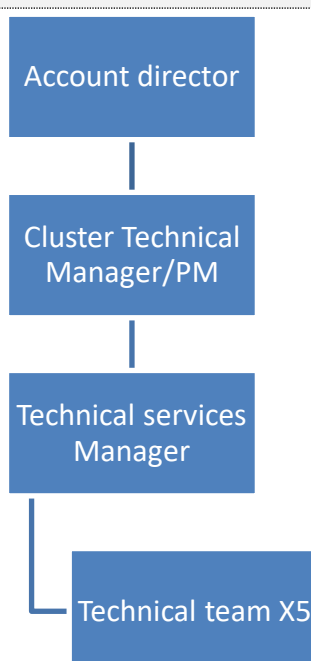 Account director
Cluster Technical
Manager/PM
Technical services
Manager
Technical team X5